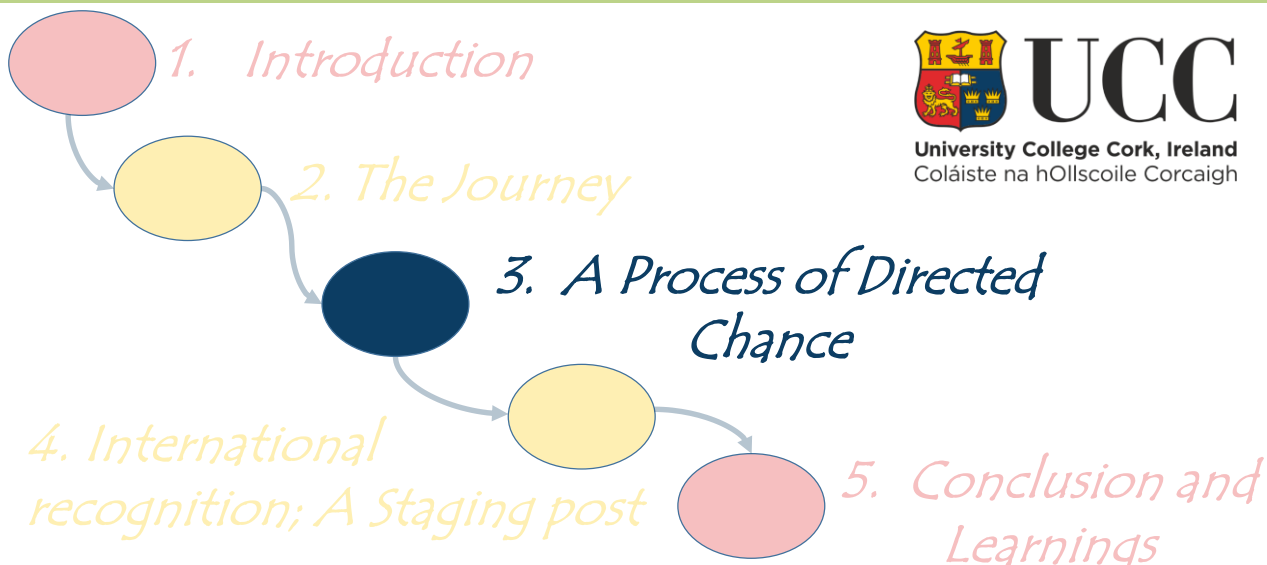 1. Introduction
UCC
University College Cork, Ireland
Coláiste na hOllscoile Corcaigh
2. The Journey
3. A Process of Directed
Chance
4. International
recognition; A Staging post
5. Conclusion and
Learnings